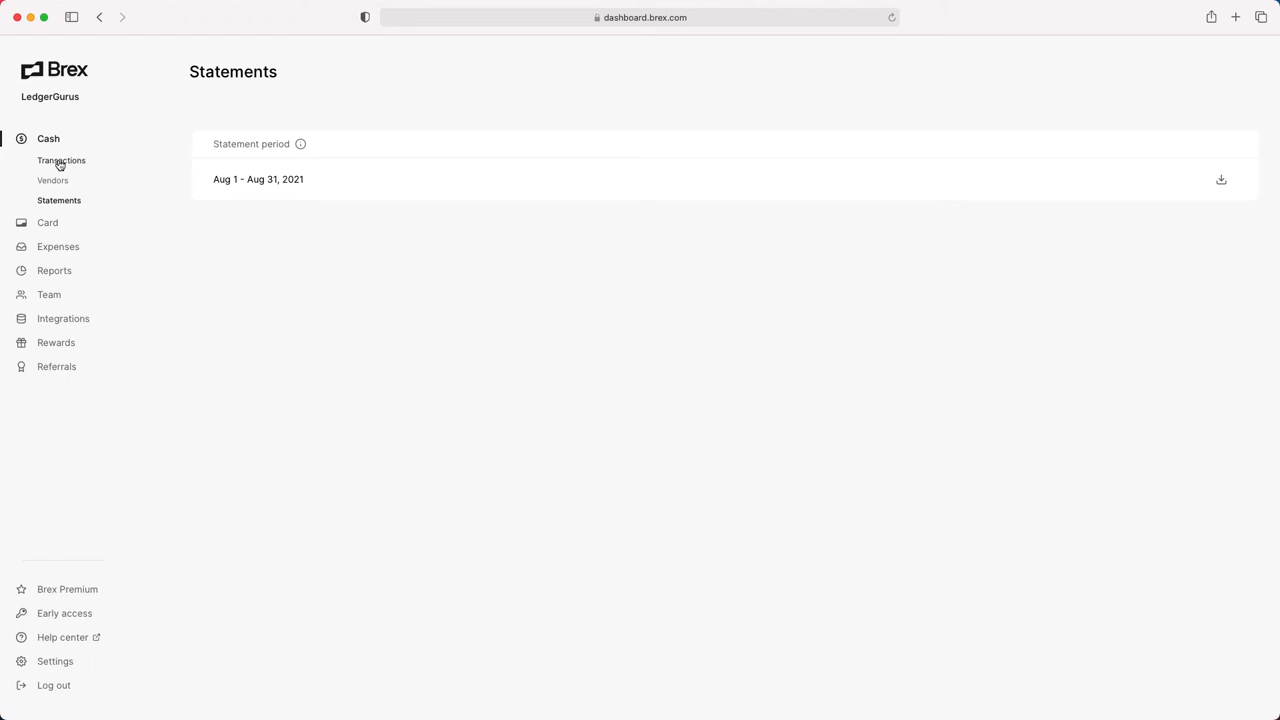 dashboard.brex.com
Brex
LedgerGurus
Cash
Transactions
Vendors
Statements
Card
Expenses
Reports
Team
Integrations
Rewards
Referrals
Brex Premium
Early access
Help center
Settings
Log out
Statements
Statement period
Aug 1 - Aug 31, 2021